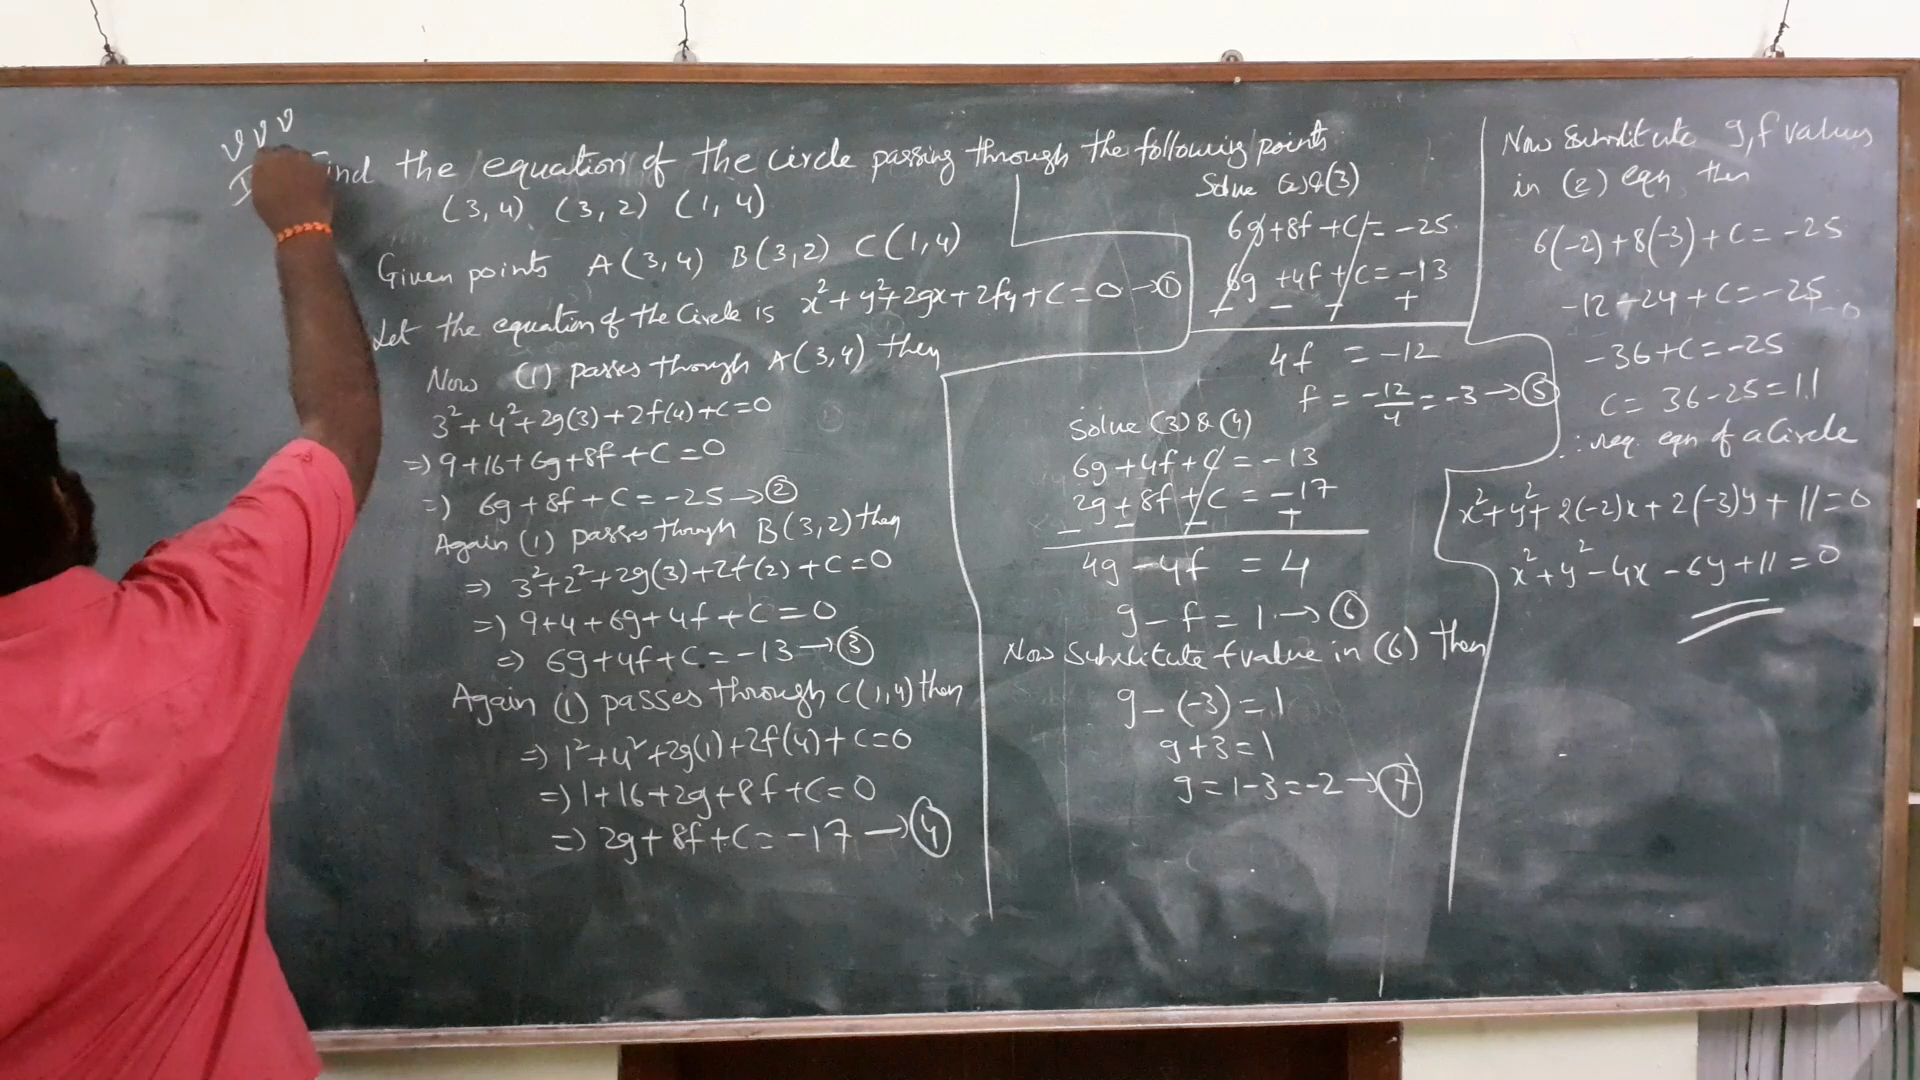 Find the equation of the circle passing through the following points
(3,4) (3,2) (1,4)
Given points A(3,4) B(3,2) C(1,4)
Let the equation of the Circle is x²+y²+2gx+2fy+C=0 →①
Now (1) passes through A(3,4) then
3²+4²+2g(3)+2f(4)+C=0
=) 9+16+6g+8f+C=0
=) 6g+8f+C=-25→②
Again (1) passes through B(3,2) then
=) 3²+2²+2g(3)+2f(2)+C=0
=) 9+4+6g+4f+C=0
=) 6g+4f+C=-13→③
Again (1) passes through C(1,4) then
=) 1²+4²+2g(1)+2f(4)+C=0
=) 1+16+2g+8f+C=0
=) 2g+8f+C=-17→④
Solve (2)&(3)
6g+8f+C=-25
6g+4f+C=-13
- - - +
4f = -12
f = -12/4 = -3→⑤
Solve (3)&(4)
6g+4f+C=-13
2g+8f+C=-17
- - - +
4g-4f = 4
g-f=1→⑥
Now Substitute f value in (6) then
g-(-3)=1
g+3=1
g=1-3=-2→⑦
Now Substitute g,f values
in (2) eqn, then
6(-2)+8(-3)+C=-25
-12-24+C=-25
-36+C=-25
C=36-25=11
∴ req. eqn of a Circle
x²+y²+2(-2)x+2(-3)y+11=0
x²+y²-4x-6y+11=0